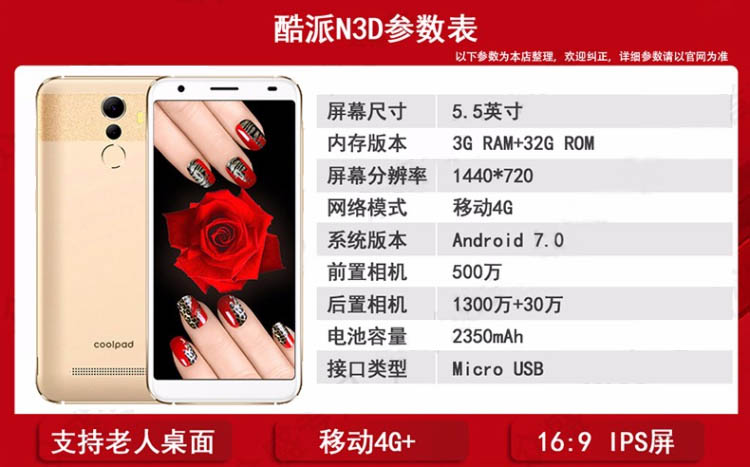 酷派N3D参数表
以下参数为本店整理，欢迎纠正，详细参数请以官网为准
屏幕尺寸 5.5英寸
内存版本 3G RAM+32G ROM
屏幕分辨率 1440*720
网络模式 移动4G
系统版本 Android 7.0
前置相机 500万
后置相机 1300万+30万
电池容量 2350mAh
接口类型 Micro USB
coolpad
支持老人桌面 移动4G+ 16:9 IPS屏